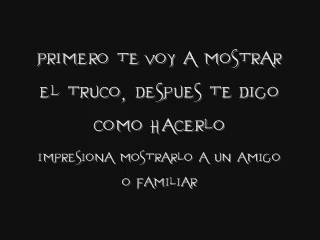 PRIMERO TE VOY A MOSTRAR
EL TRUCO, DESPUES TE DIGO
COMO HACERLO
IMPRESIONA MOSTRARLO A UN AMIGO
O FAMILIAR